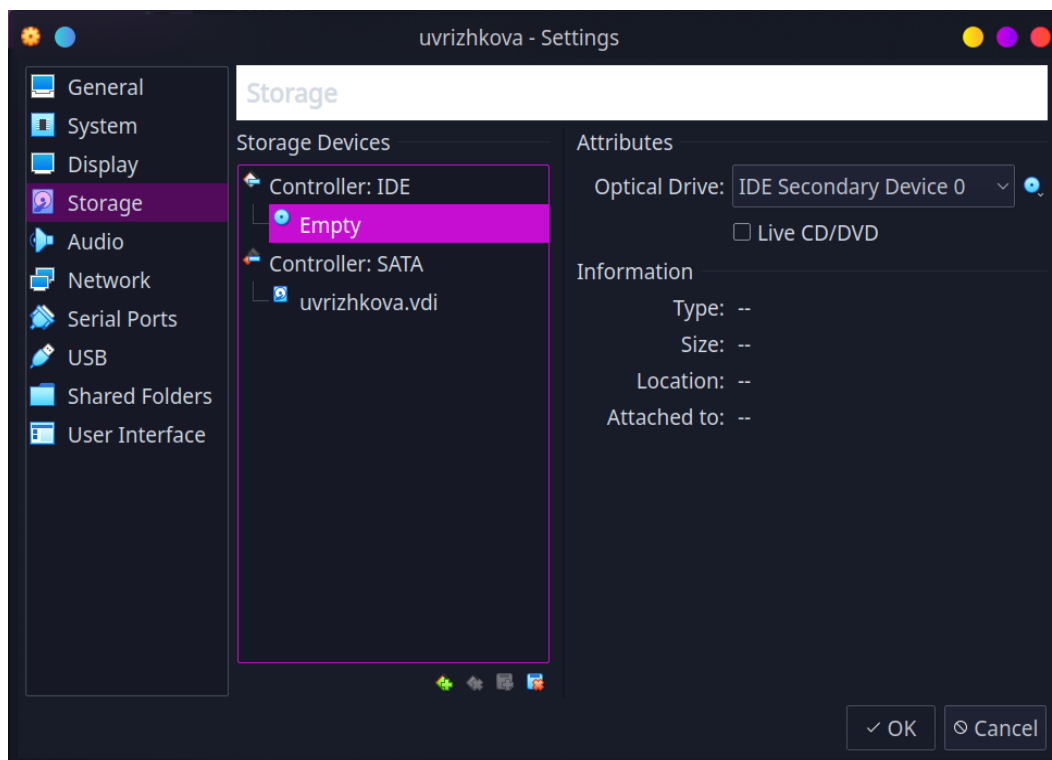 uvrizhkova - Settings
General
System
Display
Storage
Audio
Network
Serial Ports
USB
Shared Folders
User Interface
Storage
Storage Devices
Controller: IDE
Empty
Controller: SATA
uvrizhkova.vdi
Attributes
Optical Drive: IDE Secondary Device 0
Live CD/DVD
Information
Type: --
Size: --
Location: --
Attached to: --
OK
Cancel